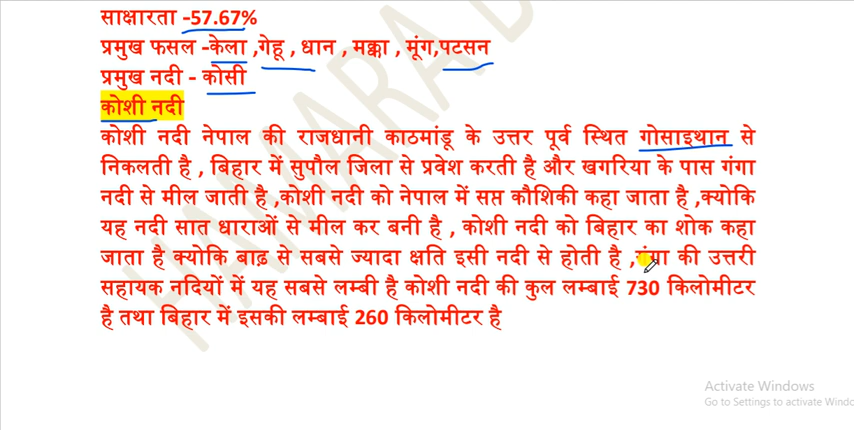 साक्षारता -57.67%
प्रमुख फसल -केला ,गेहू , धान , मक्का , मूंग,पटसन
प्रमुख नदी - कोसी
कोशी नदी
कोशी नदी नेपाल की राजधानी काठमांडू के उत्तर पूर्व स्थित गोसाइथान से
निकलती है , बिहार में सुपौल जिला से प्रवेश करती है और खगरिया के पास गंगा
नदी से मील जाती है ,कोशी नदी को नेपाल में सप्त कौशिकी कहा जाता है ,क्योकि
यह नदी सात धाराओं से मील कर बनी है , कोशी नदी को बिहार का शोक कहा
जाता है क्योकि बाढ़ से सबसे ज्यादा क्षति इसी नदी से होती है ,गंगा की उत्तरी
सहायक नदियों में यह सबसे लम्बी है कोशी नदी की कुल लम्बाई 730 किलोमीटर
है तथा बिहार में इसकी लम्बाई 260 किलोमीटर है
Activate Windows
Go to Settings to activate Windo